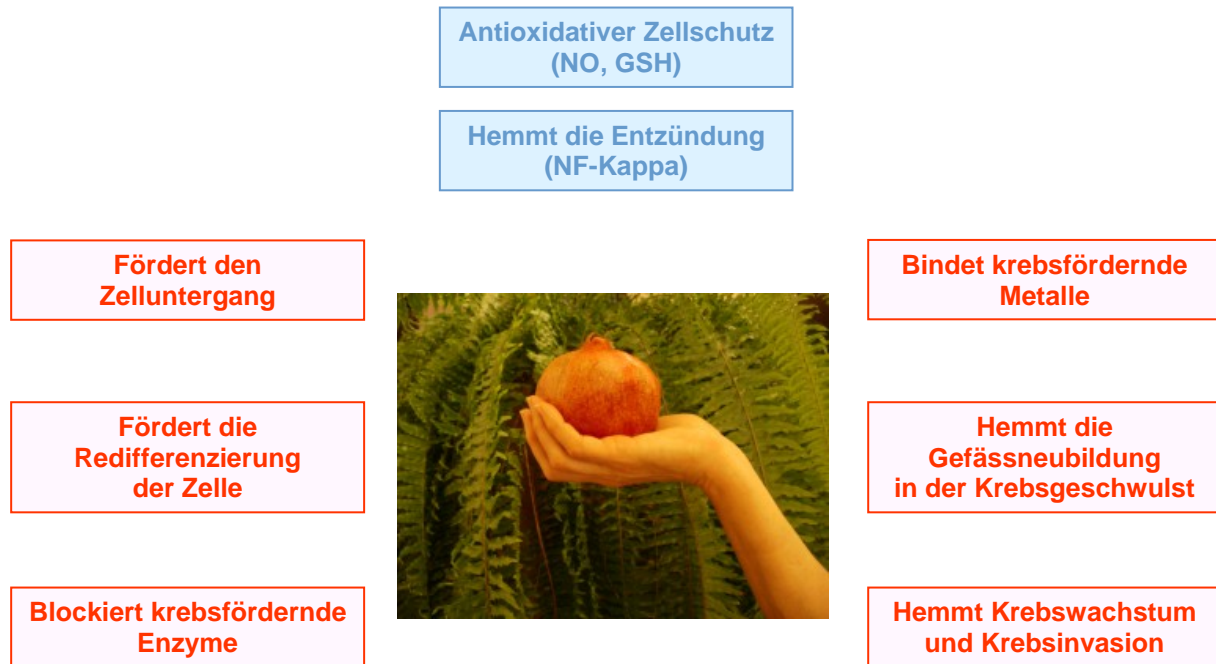 Antioxidativer Zellschutz
(NO, GSH)
Hemmt die Entzündung
(NF-Kappa)
Fördert den
Zelluntergang
Bindet krebsfördernde
Metalle
Fördert die
Redifferenzierung
der Zelle
Hemmt die
Gefässneubildung
in der Krebsgeschwulst
Blockiert krebsfördernde
Enzyme
Hemmt Krebswachstum
und Krebsinvasion